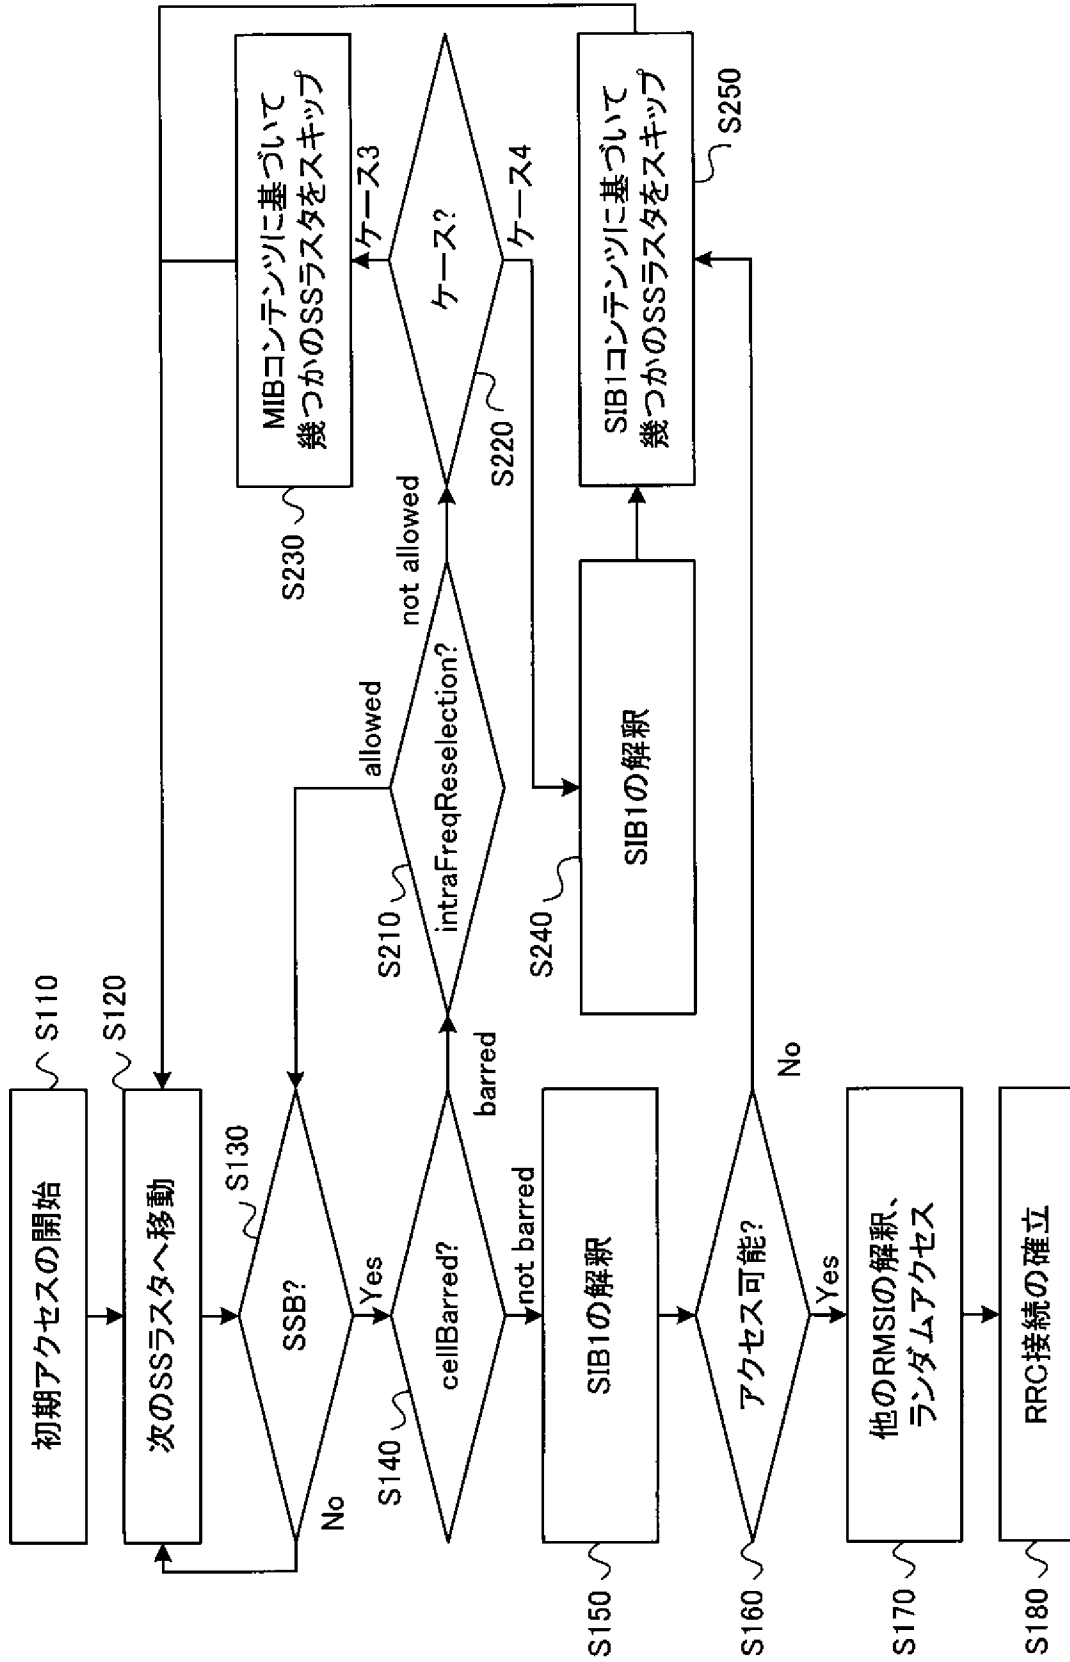 初期アクセスの開始
S110
次のSSラスタへ移動
S120
SSB?
S130
No
Yes
cellBarred?
S140
barred
not barred
SIB1の解釈
S150
アクセス可能?
S160
No
Yes
他のRMSIの解釈、
ランダムアクセス
S170
RRC接続の確立
S180
intraFreqReselection?
S210
allowed
not allowed
ケース?
S220
ケース3
ケース4
MIBコンテンツに基づいて
幾つかのSSラスタをスキップ
S230
SIB1の解釈
S240
SIB1コンテンツに基づいて
幾つかのSSラスタをスキップ
S250